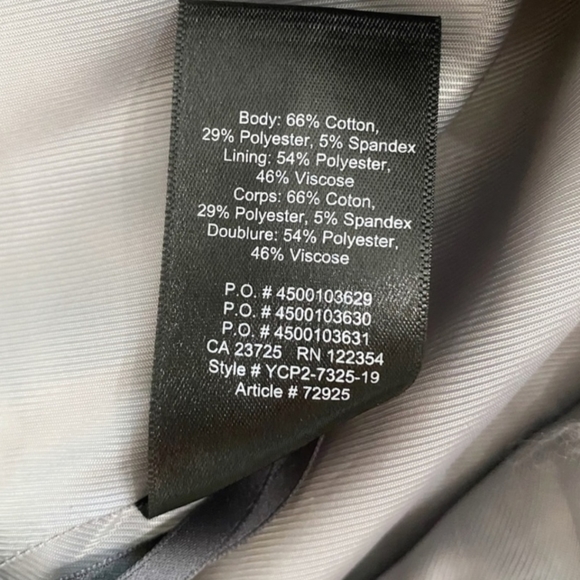 Body: 66% Cotton,
29% Polyester, 5% Spandex
Lining: 54% Polyester,
46% Viscose
Corps: 66% Coton,
29% Polyester, 5% Spandex
Doublure: 54% Polyester,
46% Viscose
P.O. # 4500103629
P.O. # 4500103630
P.O. # 4500103631
CA 23725 RN 122354
Style # YCP2-7325-19
Article # 72925